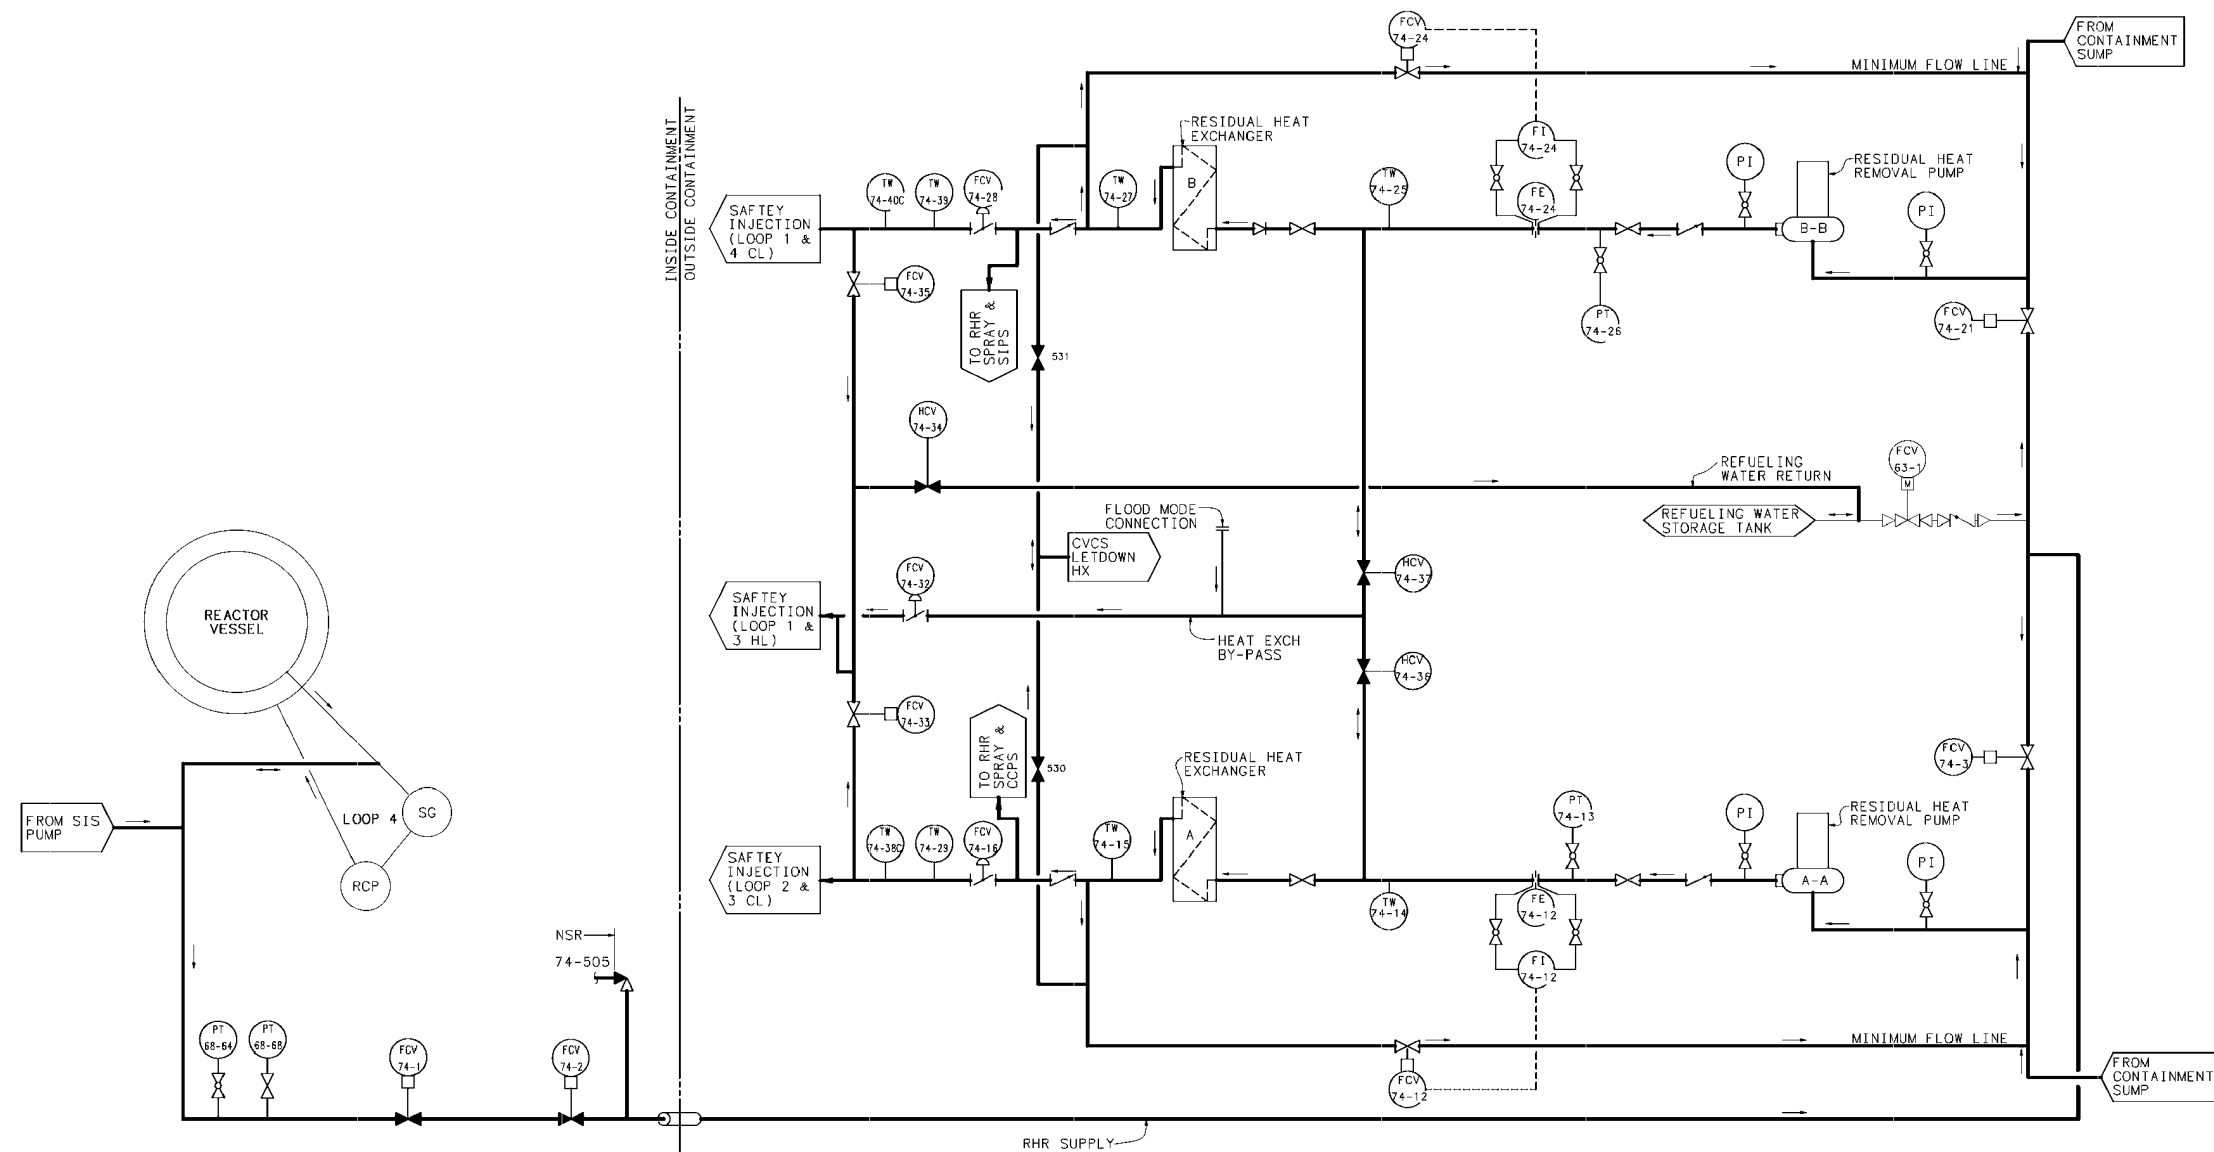 FCV
74-24
FROM
CONTAINMENT
SUMP
MINIMUM FLOW LINE
INSIDE CONTAINMENT
OUTSIDE CONTAINMENT
RESIDUAL HEAT
EXCHANGER
FI
74-24
PI
RESIDUAL HEAT
REMOVAL PUMP
SAFTEY
INJECTION
(LOOP 1 &
4 CL)
TW
74-40C
TW
74-39
FCV
74-28
TW
74-27
B
TW
74-25
FE
74-24
B-B
PI
FCV
74-35
TO RHR
SPRAY &
SIPS
531
PT
74-26
FCV
74-21
HCV
74-34
REFUELING
WATER RETURN
FCV
63-1
M
FLOOD MODE
CONNECTION
REFUELING WATER
STORAGE TANK
CVCS
LETDOWN
HX
FCV
74-32
HCV
74-37
REACTOR
VESSEL
SAFTEY
INJECTION
(LOOP 1 &
3 HL)
HEAT EXCH
BY-PASS
HCV
74-36
FCV
74-33
TO RHR
SPRAY &
CCPS
530
RESIDUAL HEAT
EXCHANGER
FCV
74-3
FROM SIS
PUMP
LOOP 4
SG
RCP
SAFTEY
INJECTION
(LOOP 2 &
3 CL)
TW
74-38C
TW
74-29
FCV
74-16
TW
74-15
A
TW
74-14
PT
74-13
FE
74-12
PI
RESIDUAL HEAT
REMOVAL PUMP
A-A
PI
NSR
74-505
FI
74-12
PT
68-64
PT
68-68
FCV
74-1
FCV
74-2
FCV
74-12
MINIMUM FLOW LINE
FROM
CONTAINMENT
SUMP
RHR SUPPLY